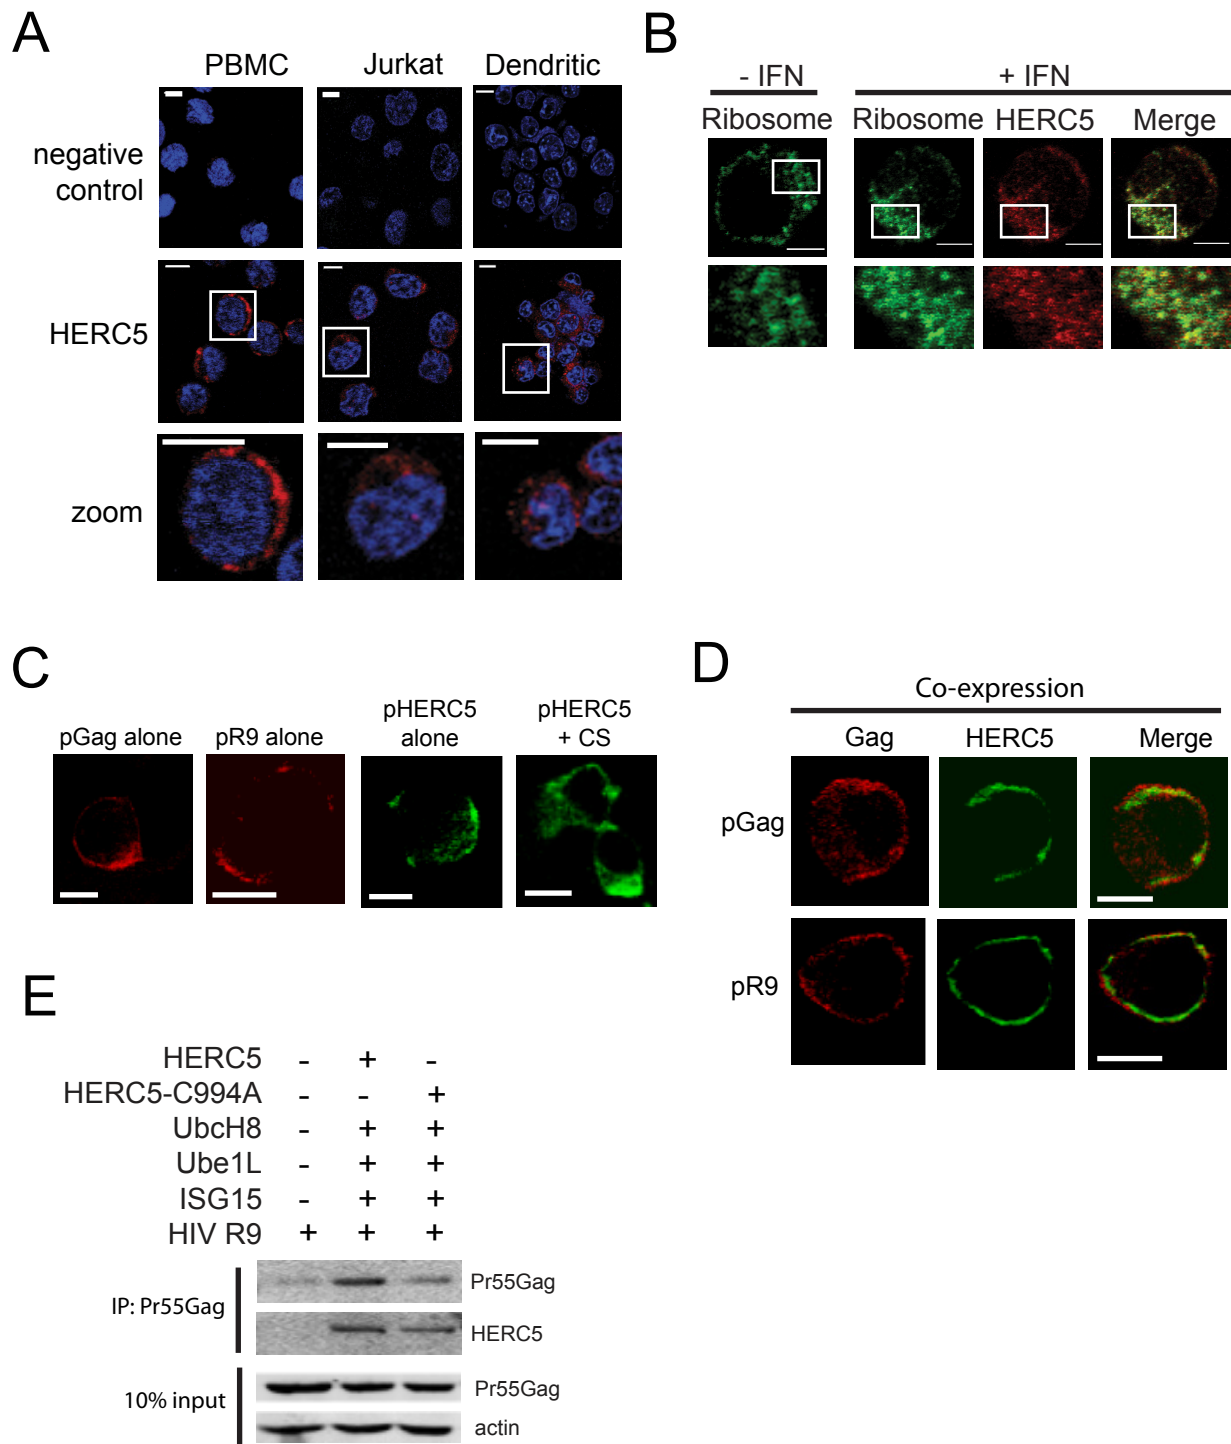 A
PBMC Jurkat Dendritic
negative
control
HERC5
zoom
B
- IFN + IFN
Ribosome Ribosome HERC5 Merge
C
pGag alone pR9 alone pHERC5
alone pHERC5
+ CS
D
Co-expression
Gag HERC5 Merge
pGag
pR9
E
HERC5 - + -
HERC5-C994A - - +
UbcH8 - + +
Ube1L - + +
ISG15 - + +
HIV R9 + + +
IP: Pr55Gag
Pr55Gag
HERC5
10% input
Pr55Gag
actin